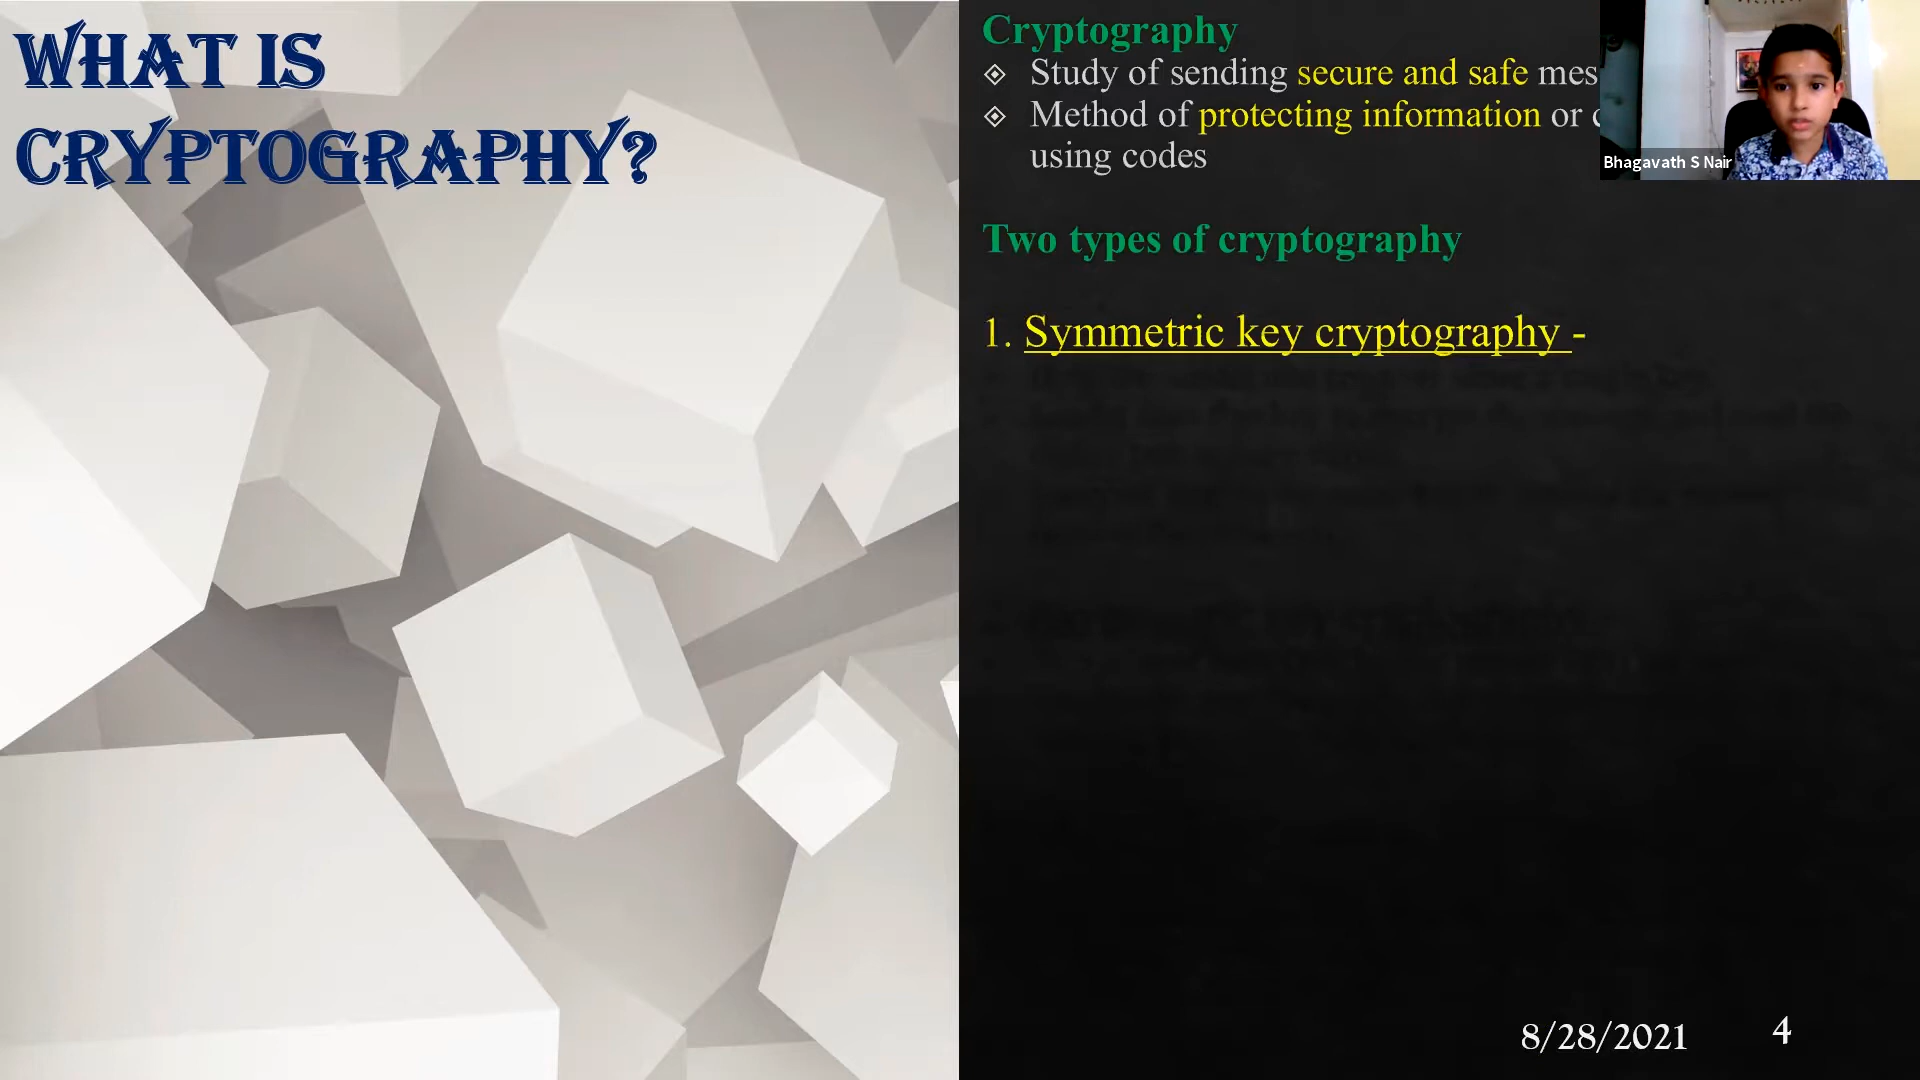 WHAT IS
CRYPTOGRAPHY?
Cryptography
Study of sending secure and safe
Method of protecting information or
using codes
Two types of cryptography
1. Symmetric key cryptography -
Bhagavath S Nair
8/28/2021
4